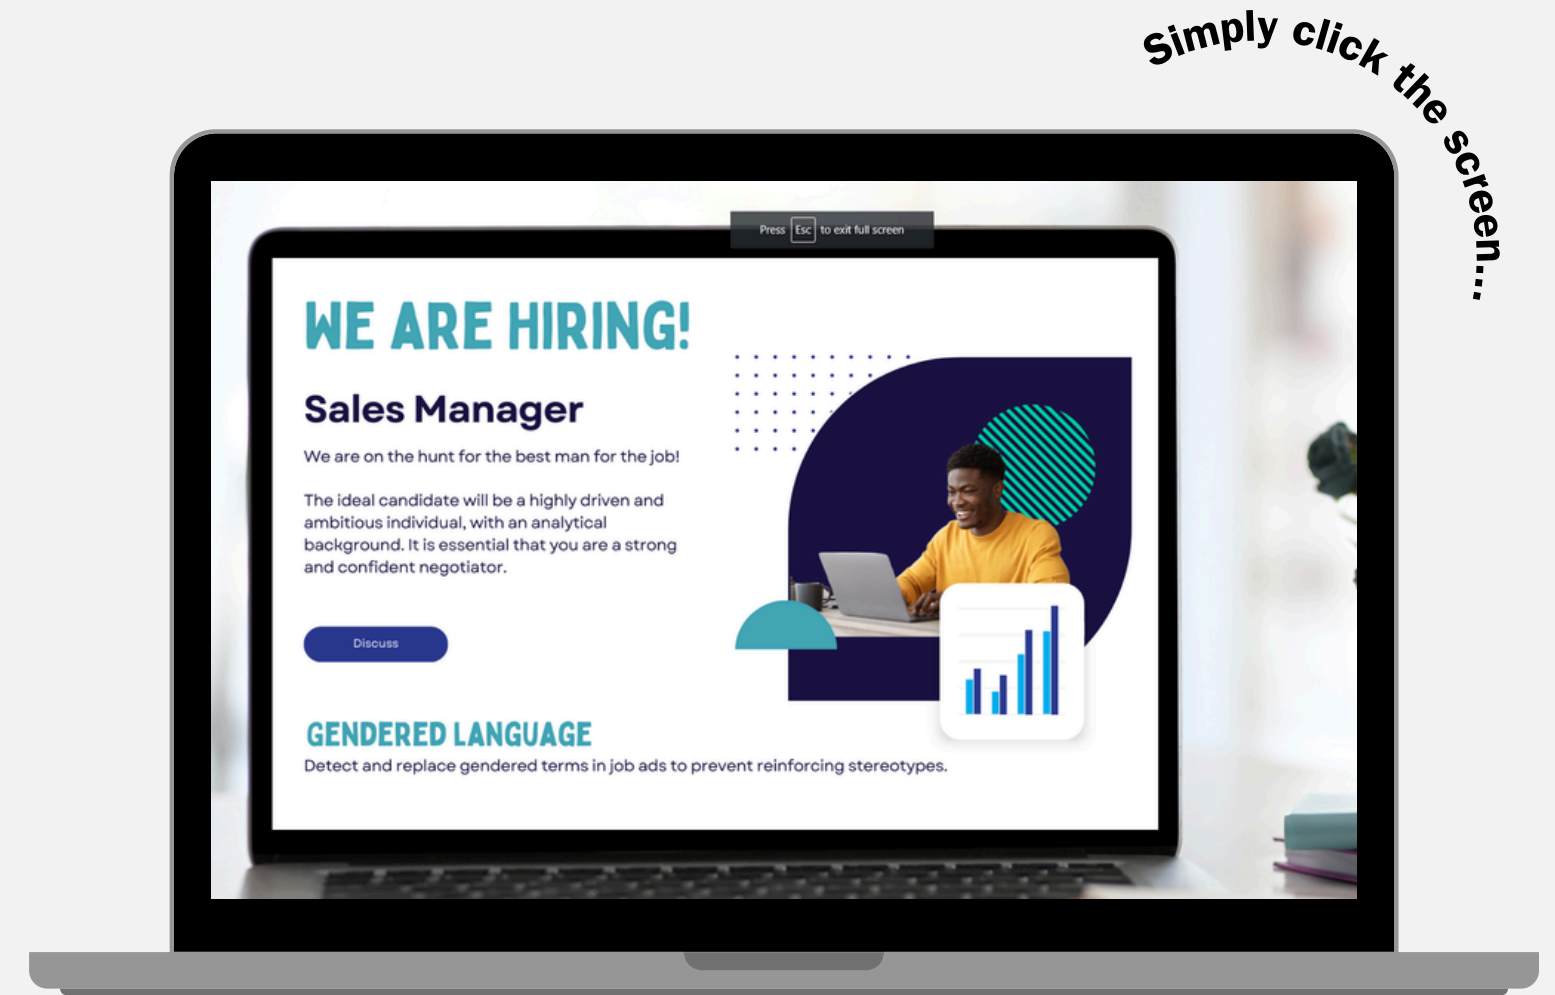 Simply click the screen...
Press Esc to exit full screen
WE ARE HIRING!
Sales Manager
We are on the hunt for the best man for the job!
The ideal candidate will be a highly driven and
ambitious individual, with an analytical
background. It is essential that you are a strong
and confident negotiator.
Discuss
GENDERED LANGUAGE
Detect and replace gendered terms in job ads to prevent reinforcing stereotypes.